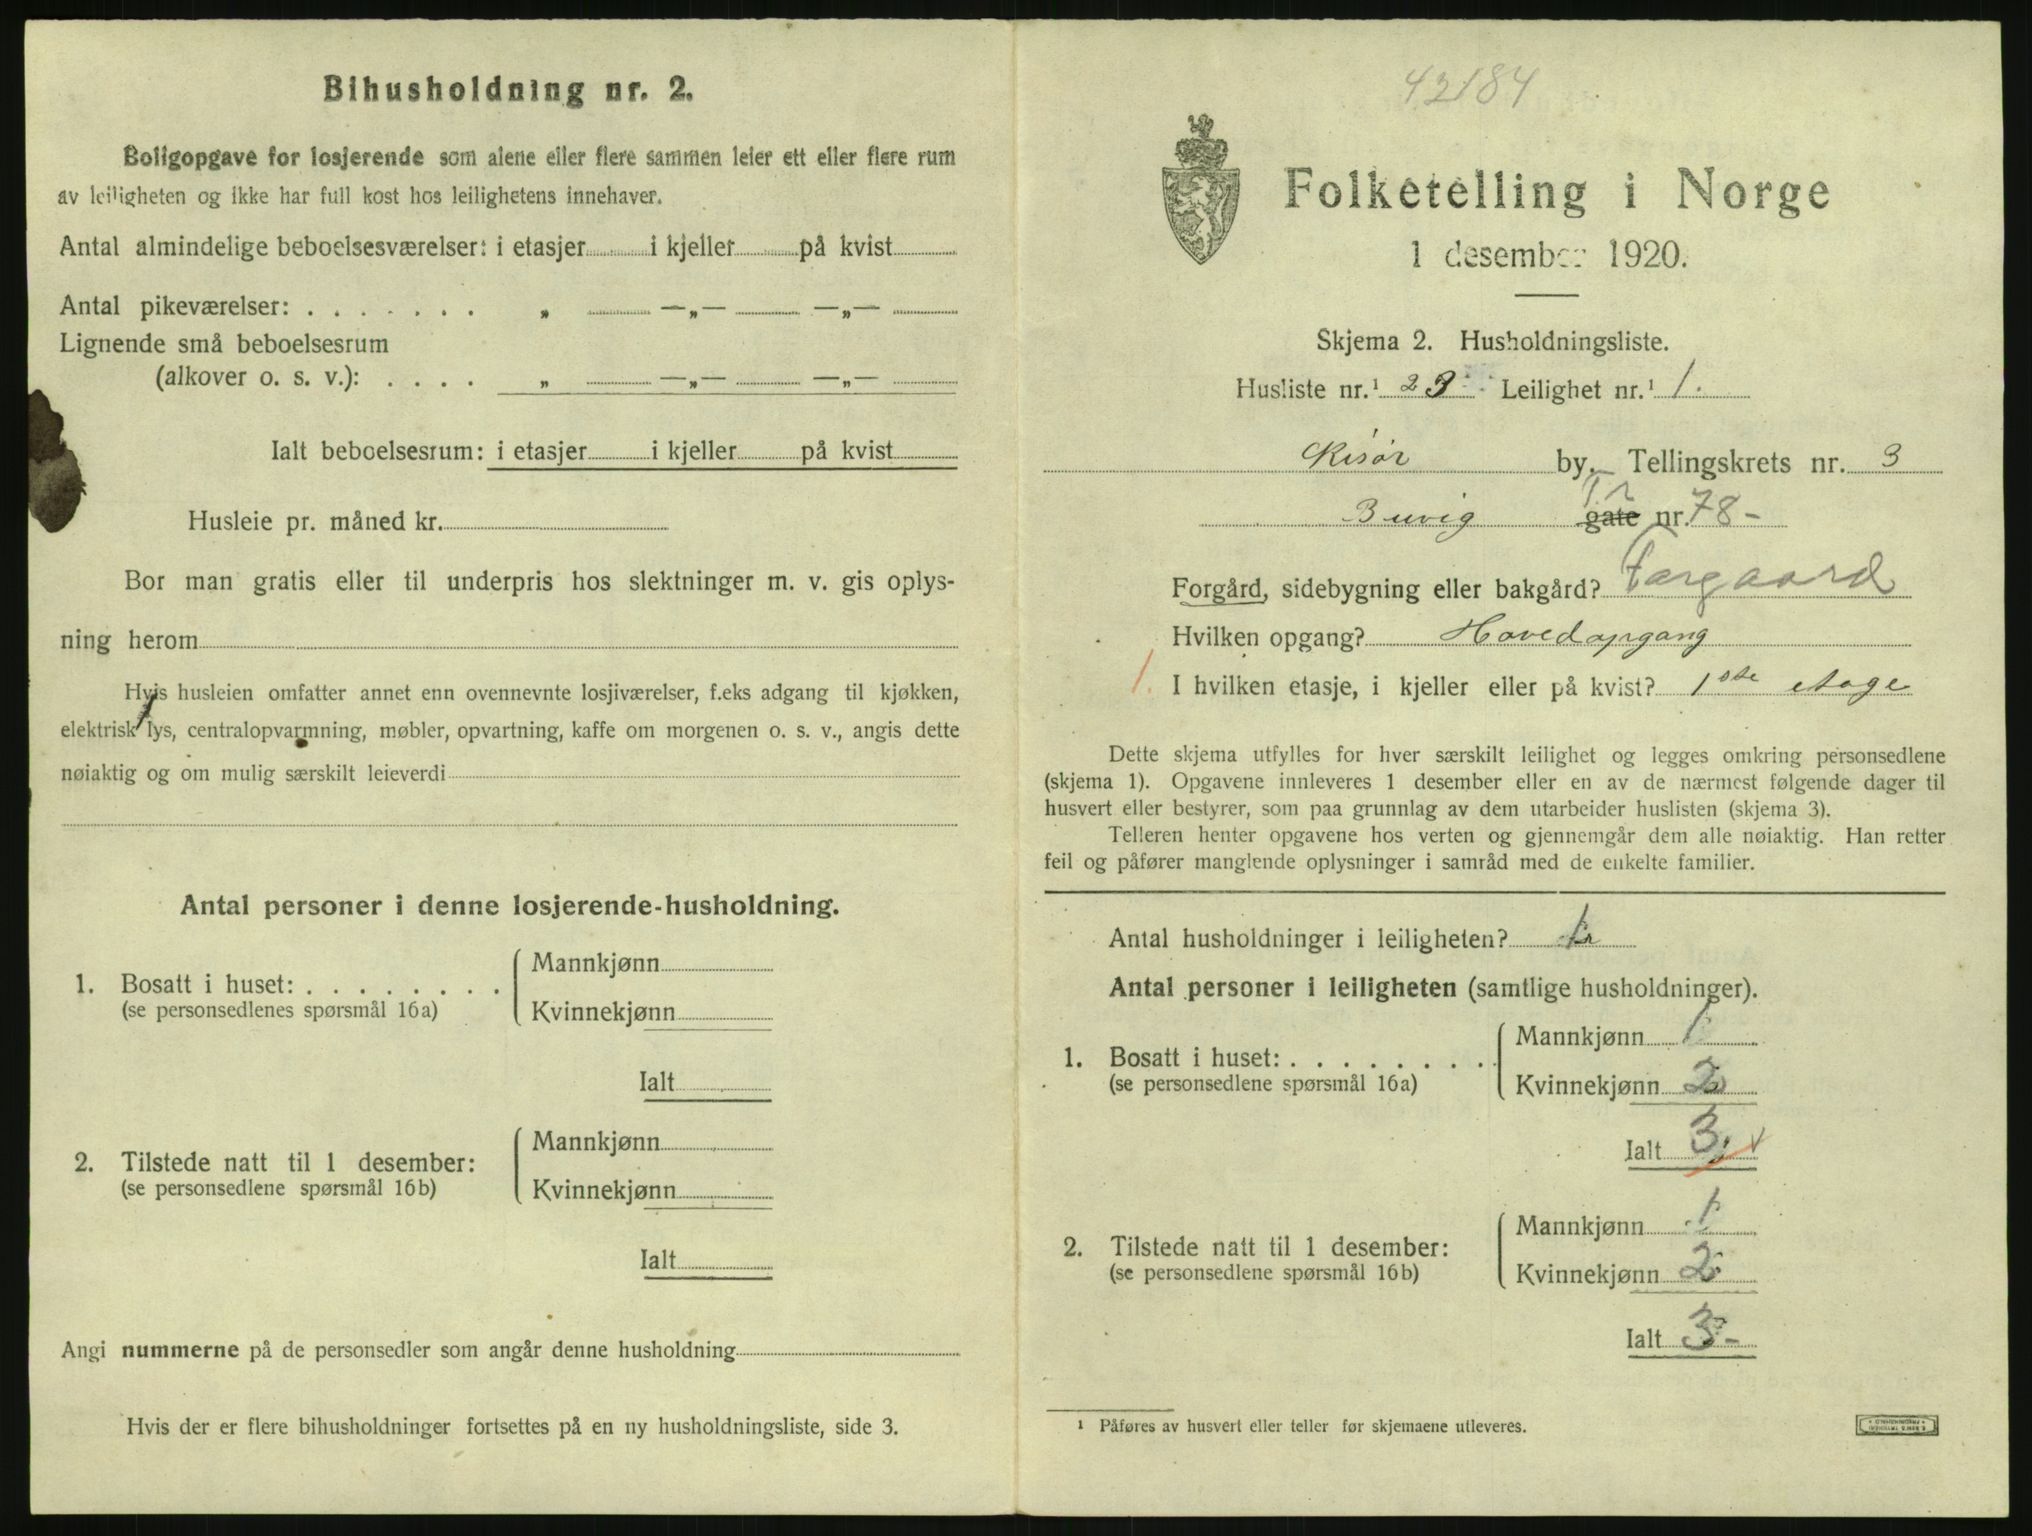 Bihusholdning nr. 2.
Boligopgave for losjerende som alene eller flere sammen leier ett eller flere rum
av leiligheten og ikke har full kost hos leilighetens innehaver.
Antal almindelige beboelsesværelser: i etasjer i kjeller på kvist
Antal pikeværelser: . . . . . . . „ —„— —„—
Lignende små beboelsesrum
(alkover o. s. v.): . . . . „ —„— —„—
Ialt beboelsesrum: i etasjer i kjeller på kvist
Husleie pr. måned kr.
Bor man gratis eller til underpris hos slektninger m. v. gis oplys-
ning herom
Hvis husleien omfatter annet enn ovennevnte losjiværelser, f.eks adgang til kjøkken,
elektrisk lys, centralopvarmning, møbler, opvartning, kaffe om morgenen o. s. v., angis dette
nøiaktig og om mulig særskilt leieverdi
Antal personer i denne losjerende-husholdning.
1. Bosatt i huset: . . . . . . . . Mannkjønn
(se personsedlenes spørsmål 16a) Kvinnekjønn
Ialt
2. Tilstede natt til 1 desember: Mannkjønn
(se personsedlene spørsmål 16b) Kvinnekjønn
Ialt
Angi nummerne på de personsedler som angår denne husholdning
Hvis der er flere bihusholdninger fortsettes på en ny husholdningsliste, side 3.
42184
Folketelling i Norge
1 desember 1920.
Skjema 2. Husholdningsliste.
Husliste nr.¹ 23 Leilighet nr.¹ 1.
Risør by. Tellingskrets nr. 3
Buvig gate nr. 78-
Forgård, sidebygning eller bakgård? Forgaard
Hvilken opgang? Hovedopgang
1. I hvilken etasje, i kjeller eller på kvist? 1ste etage
Dette skjema utfylles for hver særskilt leilighet og legges omkring personsedlene
(skjema 1). Opgavene innleveres 1 desember eller en av de nærmest følgende dager til
husvert eller bestyrer, som paa grunnlag av dem utarbeider huslisten (skjema 3).
Telleren henter opgavene hos verten og gjennemgår dem alle nøiaktig. Han retter
feil og påfører manglende oplysninger i samråd med de enkelte familier.
Antal husholdninger i leiligheten? 1
Antal personer i leiligheten (samtlige husholdninger).
1. Bosatt i huset: . . . . . . . . Mannkjønn 1
(se personsedlene spørsmål 16a) Kvinnekjønn 2
Ialt 3
2. Tilstede natt til 1 desember: Mannkjønn 1
(se personsedlene spørsmål 16b) Kvinnekjønn 2
Ialt 3-
¹ Påføres av husvert eller teller før skjemaene utleveres.